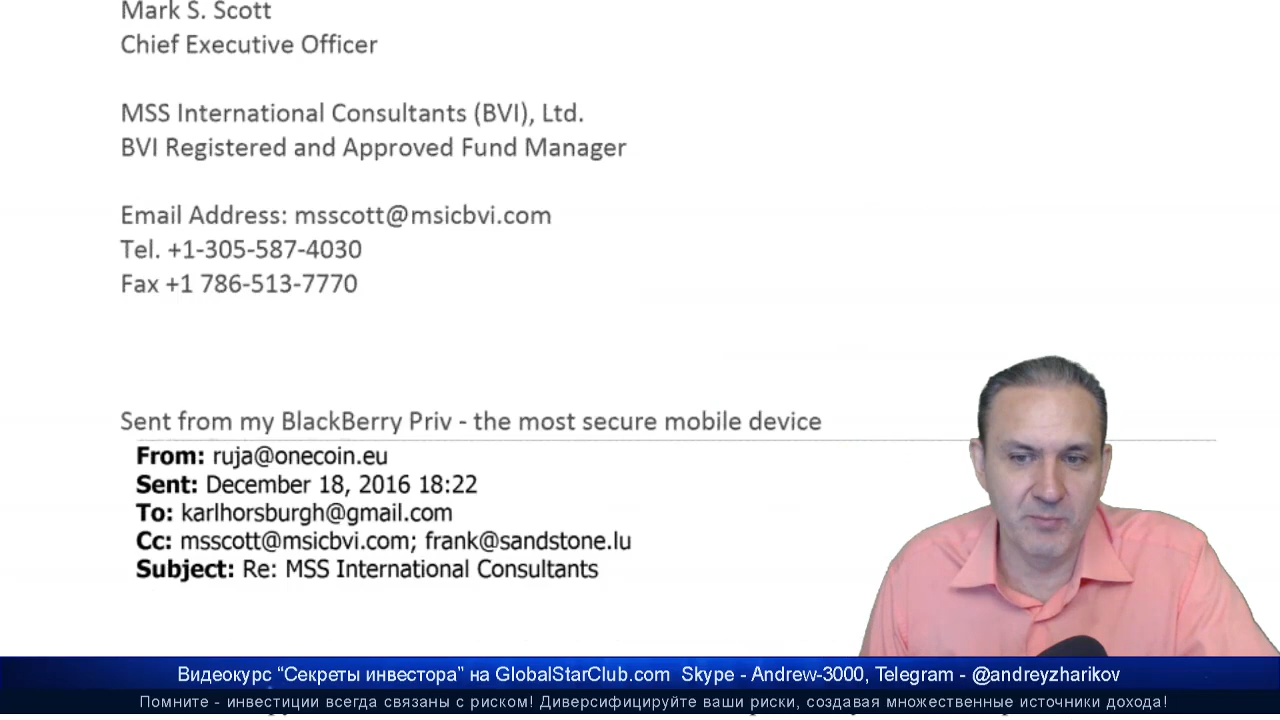 Mark S. Scott
Chief Executive Officer
MSS International Consultants (BVI), Ltd.
BVI Registered and Approved Fund Manager
Email Address: msscott@msicbvi.com
Tel. +1-305-587-4030
Fax +1 786-513-7770
Sent from my BlackBerry Priv - the most secure mobile device
From: ruja@onecoin.eu
Sent: December 18, 2016 18:22
To: karlhorsburgh@gmail.com
Cc: msscott@msicbvi.com; frank@sandstone.lu
Subject: Re: MSS International Consultants
Видеокурс “Секреты инвестора” на GlobalStarClub.com Skype - Andrew-3000, Telegram - @andreyzharikov
Помните - инвестиции всегда связаны с риском! Диверсифицируйте ваши риски, создавая множественные источники дохода!